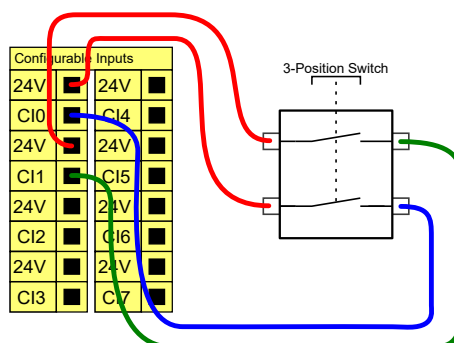 Configurable Inputs
24V 24V
CI0 CI4
24V 24V
CI1 CI5
24V 24V
CI2 CI6
24V 24V
CI3 CI7
3-Position Switch